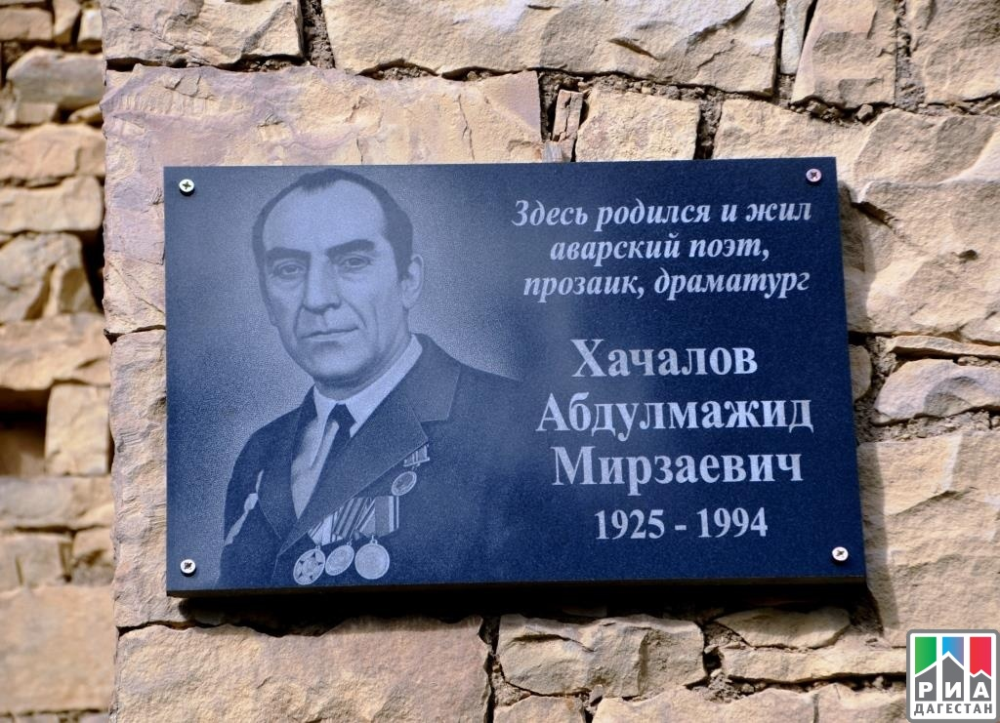 Здесь родился и жил
аварский поэт,
прозаик, драматург
Хачалов
Абдулмажид
Мирзаевич
1925 - 1994
РИА
ДАГЕСТАН